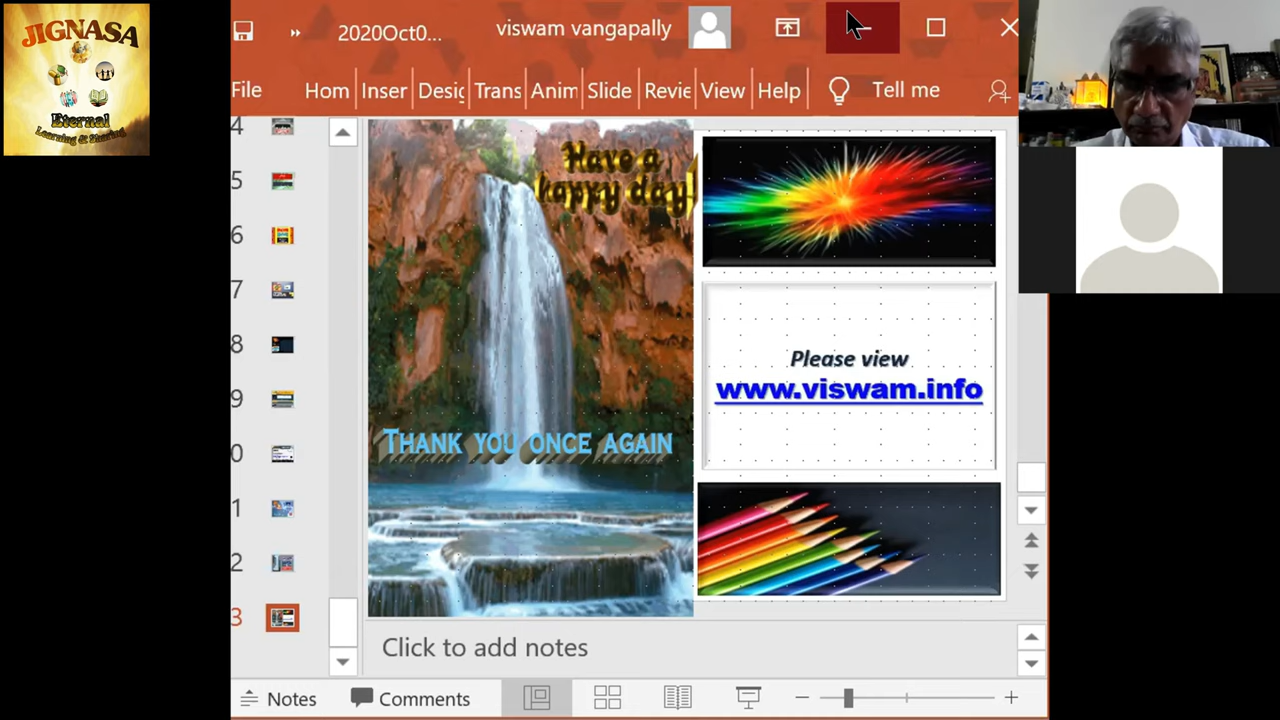 JIGNASA
Eternal
Learning & Sharing
2020Oct0...
viswam vangapally
File
Hom
Inser
Desig
Trans
Anim
Slide
Revie
View
Help
Tell me
4
5
6
7
8
9
0
1
2
3
Have a
happy day!
Thank you once again
Please view
www.viswam.info
Click to add notes
Notes
Comments